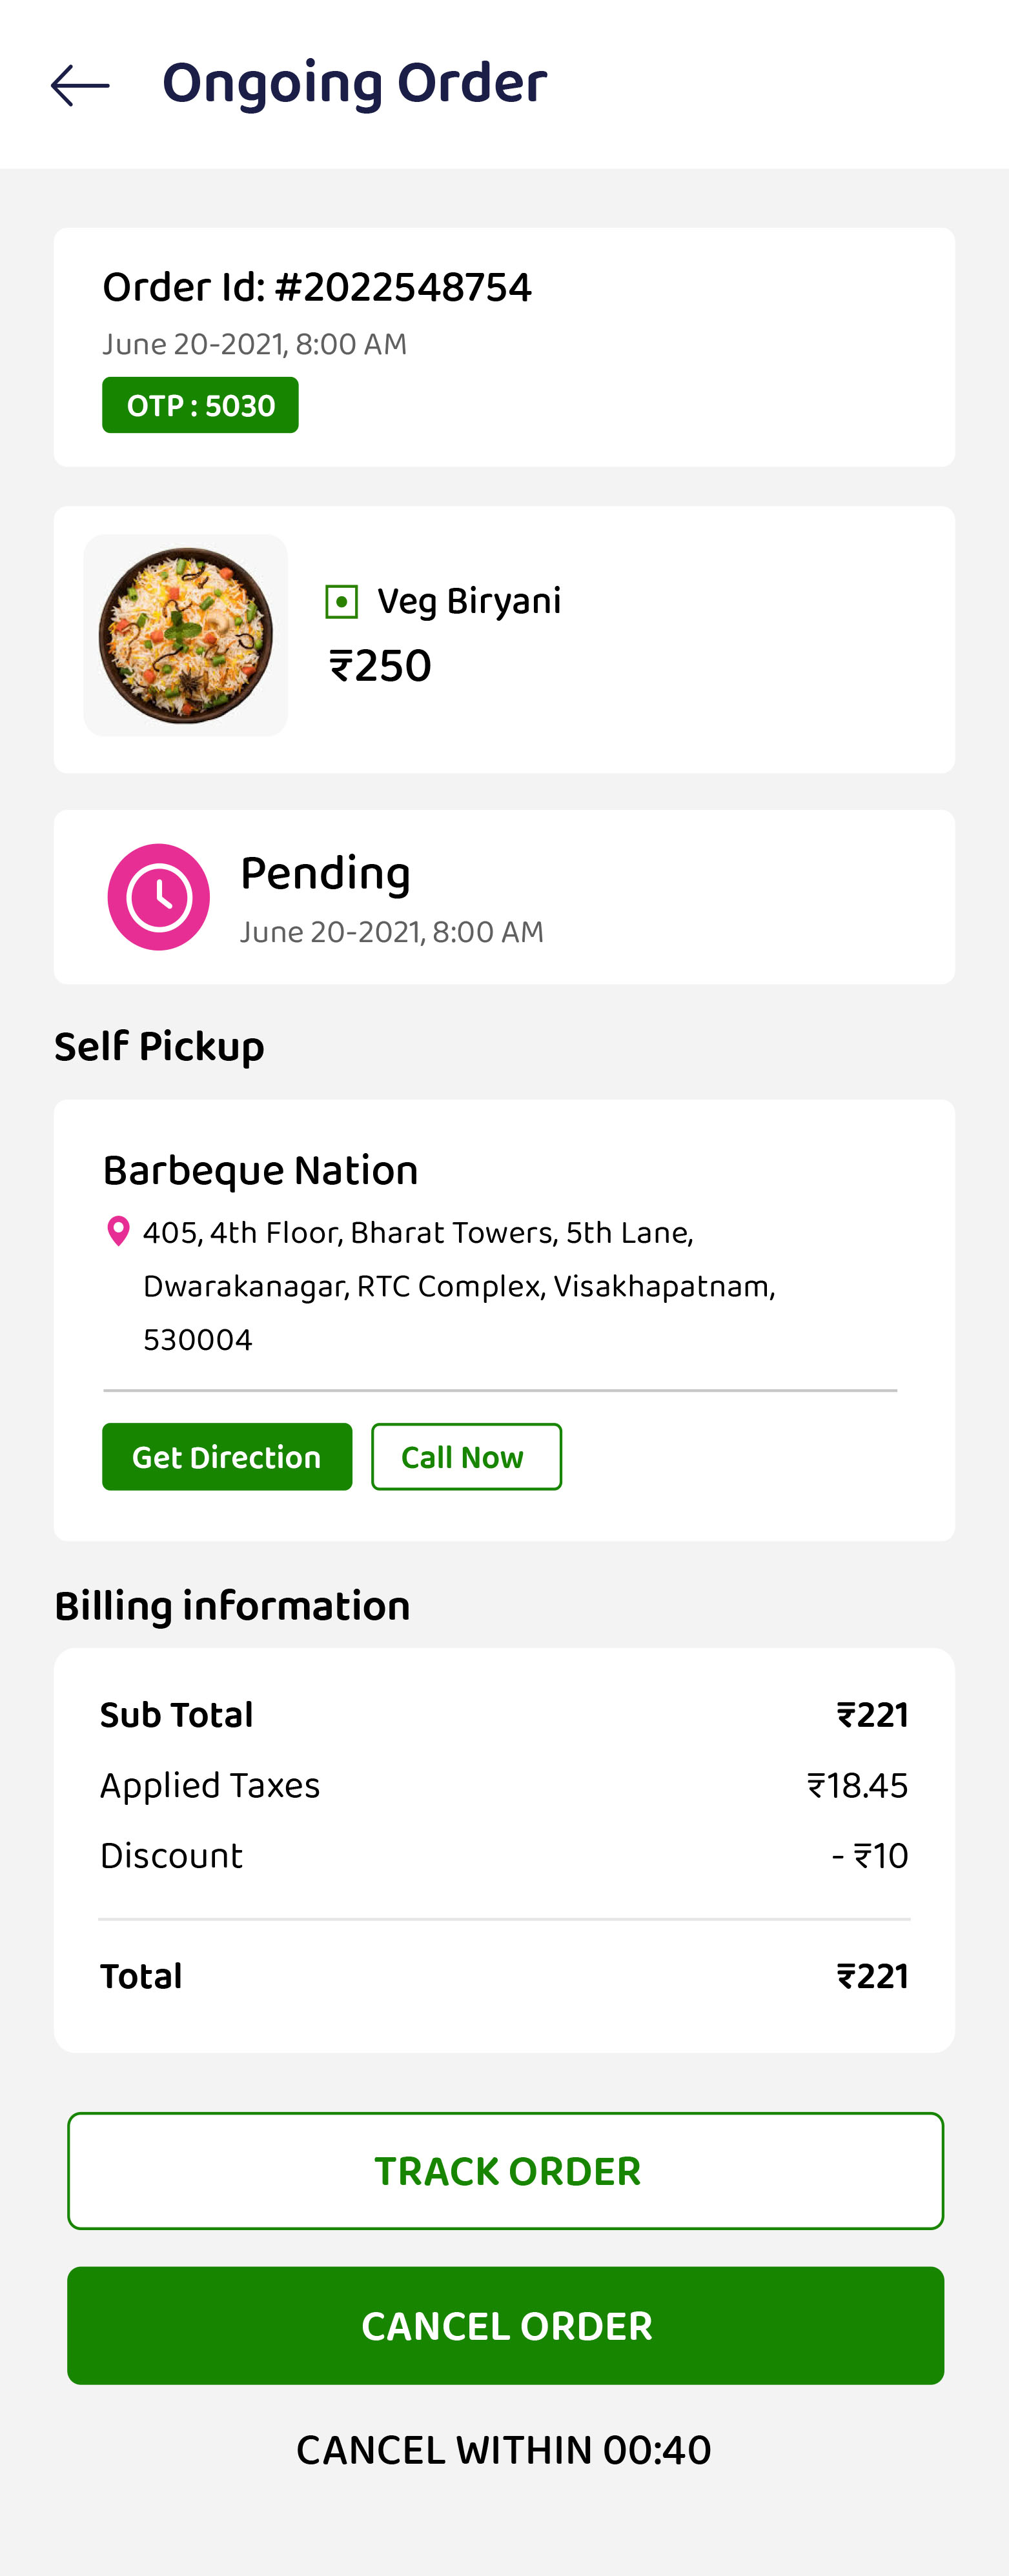 Ongoing Order
Order Id: #2022548754
June 20-2021, 8:00 AM
OTP : 5030
Veg Biryani
₹250
Pending
June 20-2021, 8:00 AM
Self Pickup
Barbeque Nation
405, 4th Floor, Bharat Towers, 5th Lane,
Dwarakanagar, RTC Complex, Visakhapatnam,
530004
Get Direction Call Now
Billing information
Sub Total ₹221
Applied Taxes ₹18.45
Discount - ₹10
Total ₹221
TRACK ORDER
CANCEL ORDER
CANCEL WITHIN 00:40